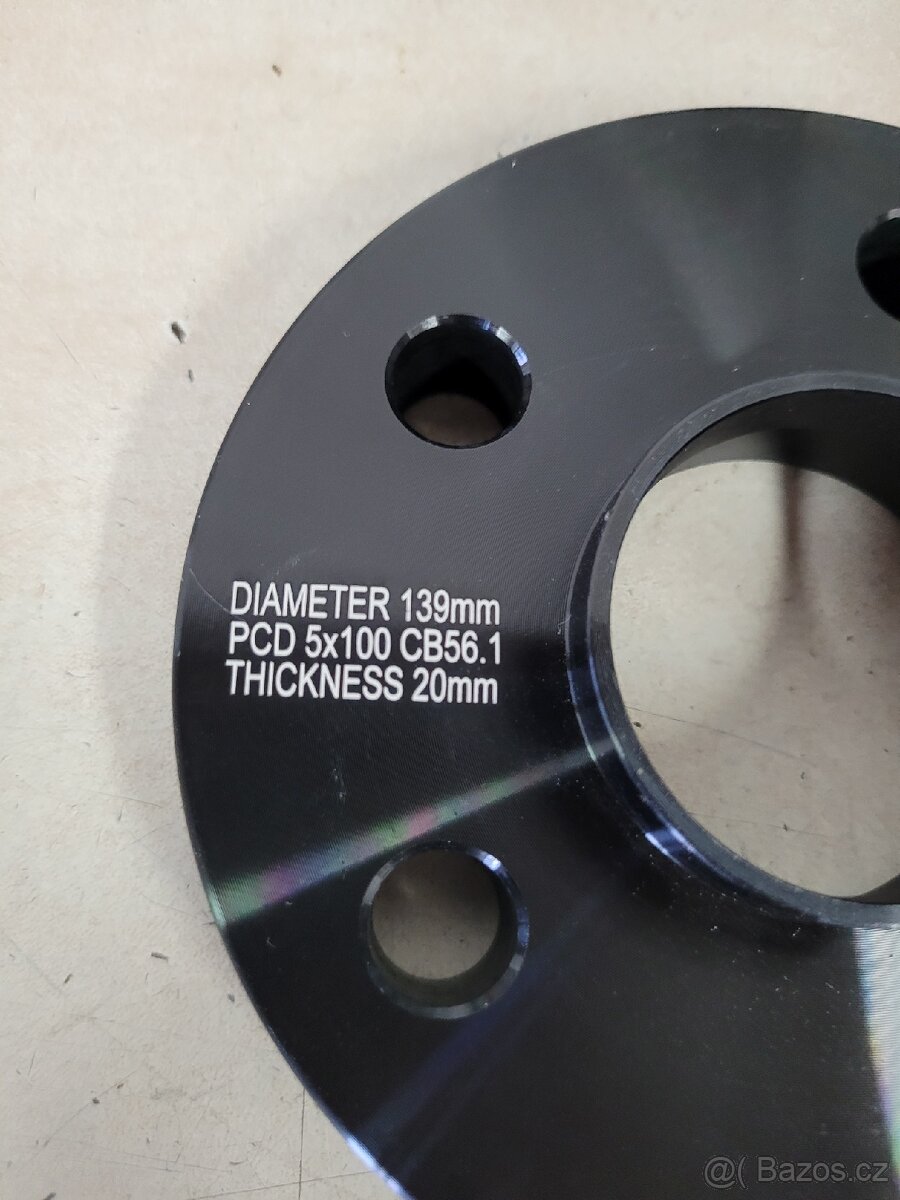 DIAMETER 139mm
PCD 5x100 CB56.1
THICKNESS 20mm
@( Bazos.cz